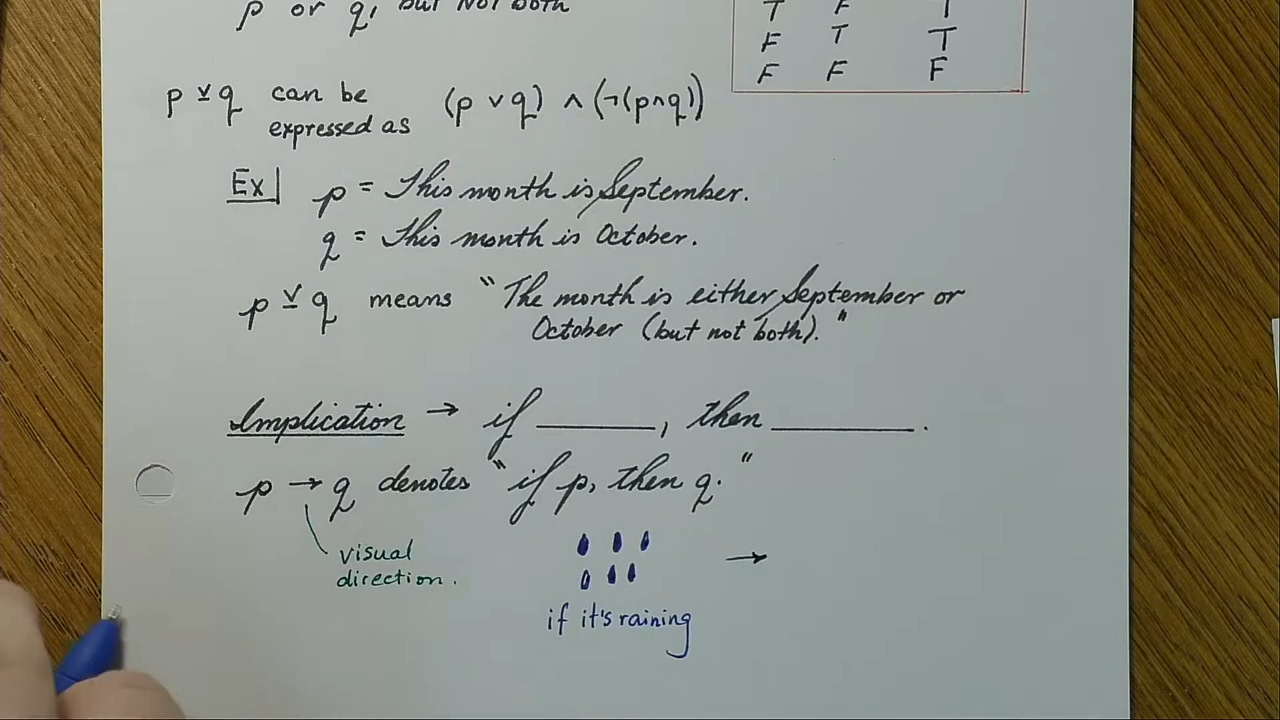 p or q, but not both
T F T
F T T
F F F
p ⊻ q can be
expressed as (p ∨ q) ∧ (¬(p∧q))
Ex p = This month is September.
q = This month is October.
p ⊻ q means "The month is either September or
October (but not both)."
Implication → if ______, then ______.
p → q denotes "if p, then q."
visual
direction.
→
if it's raining